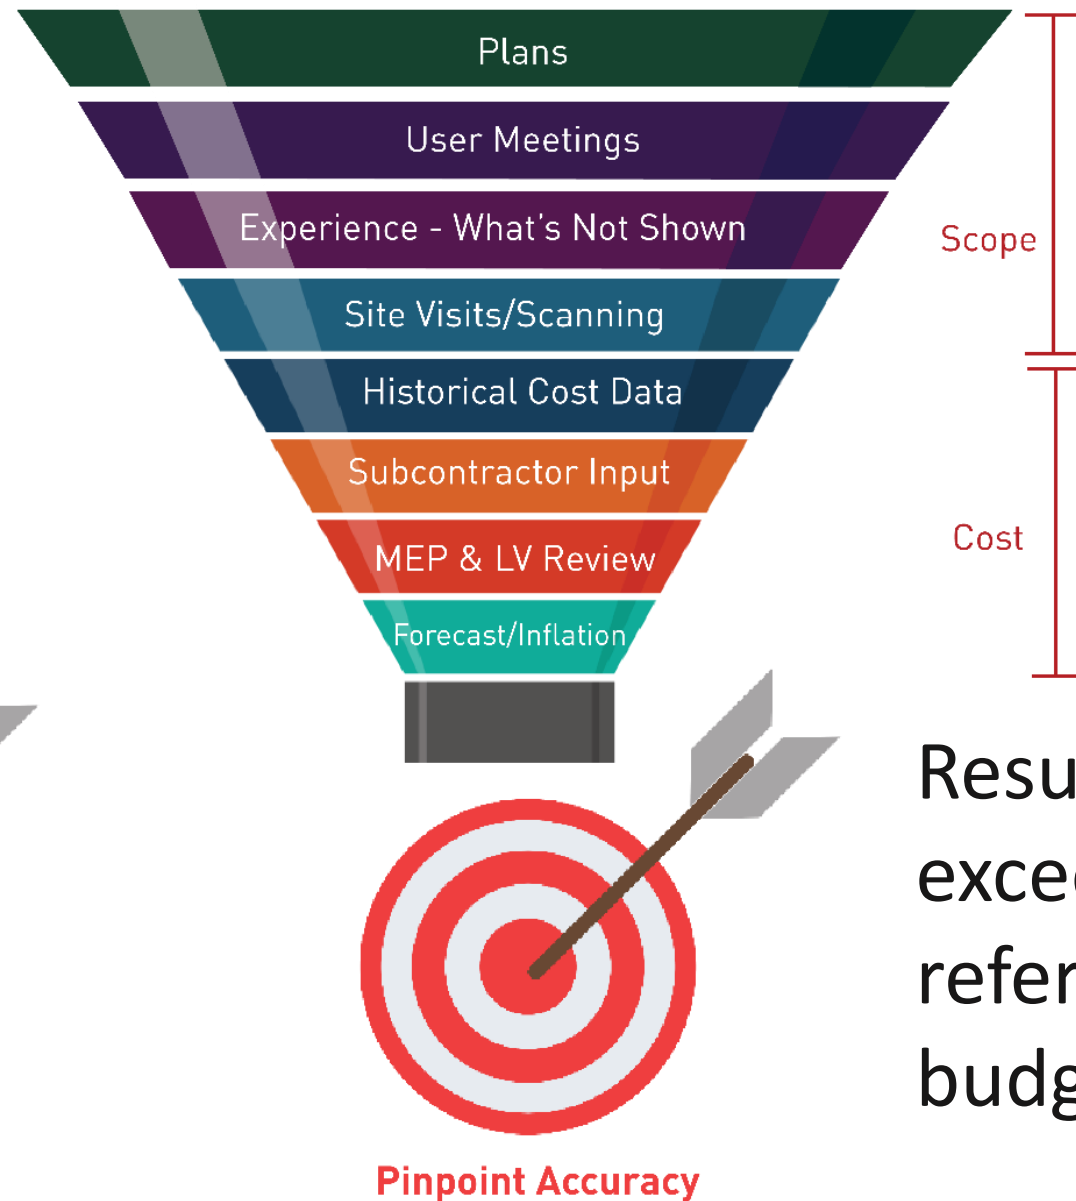 Plans
User Meetings
Experience - What's Not Shown
Scope
Site Visits/Scanning
Historical Cost Data
Subcontractor Input
Cost
MEP & LV Review
Forecast/Inflation
Pinpoint Accuracy